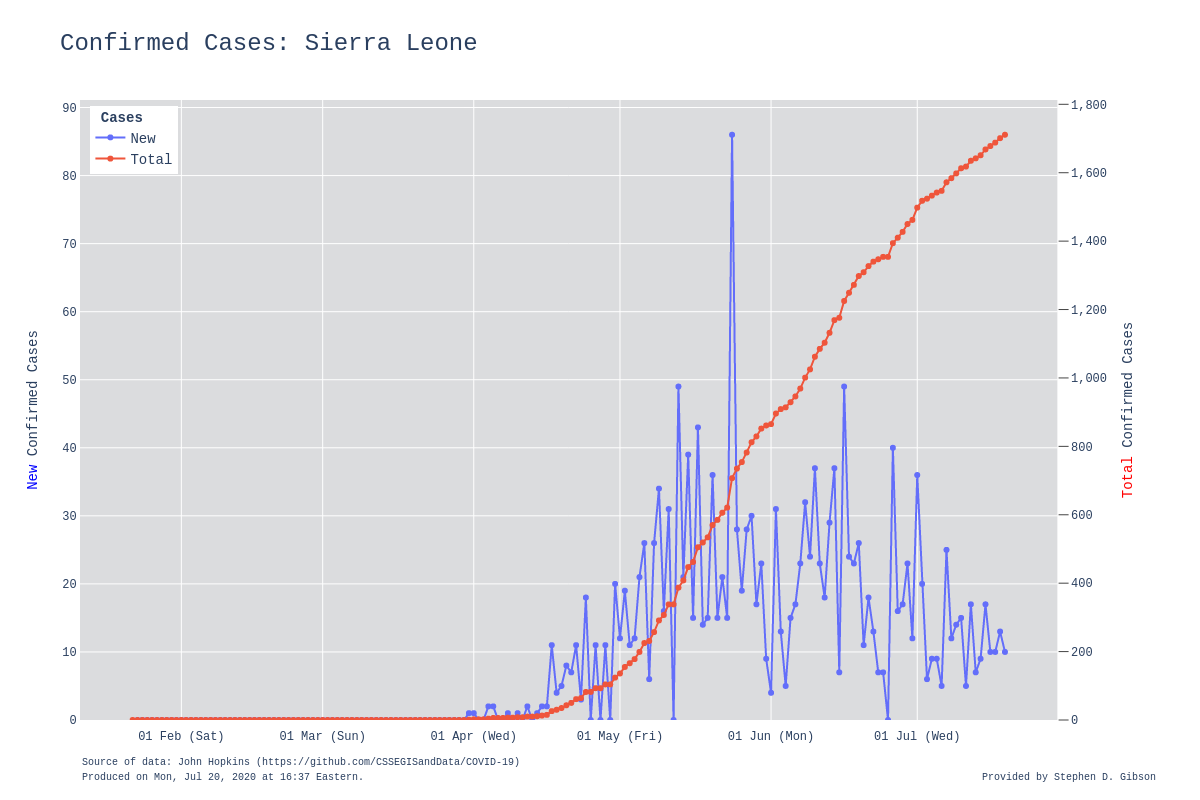 Confirmed Cases: Sierra Leone
Cases
New
Total
90
80
70
60
50
40
30
20
10
0
1,800
1,600
1,400
1,200
1,000
800
600
400
200
0
New Confirmed Cases
Total Confirmed Cases
01 Feb (Sat)
01 Mar (Sun)
01 Apr (Wed)
01 May (Fri)
01 Jun (Mon)
01 Jul (Wed)
Source of data: John Hopkins (https://github.com/CSSEGISandData/COVID-19)
Produced on Mon, Jul 20, 2020 at 16:37 Eastern.
Provided by Stephen D. Gibson